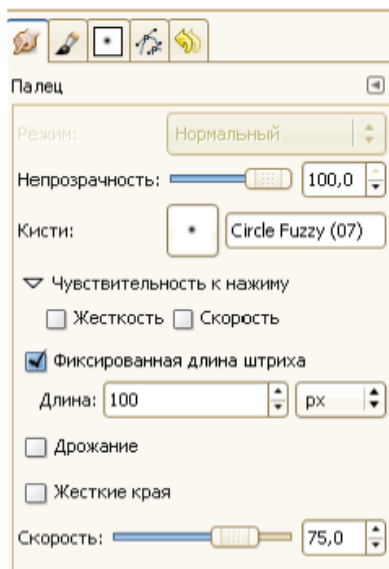 Палец
Режим: Нормальный
Непрозрачность: 100,0
Кисти: Circle Fuzzy (07)
Чувствительность к нажиму
Жесткость Скорость
Фиксированная длина штриха
Длина: 100 px
Дрожание
Жесткие края
Скорость: 75,0